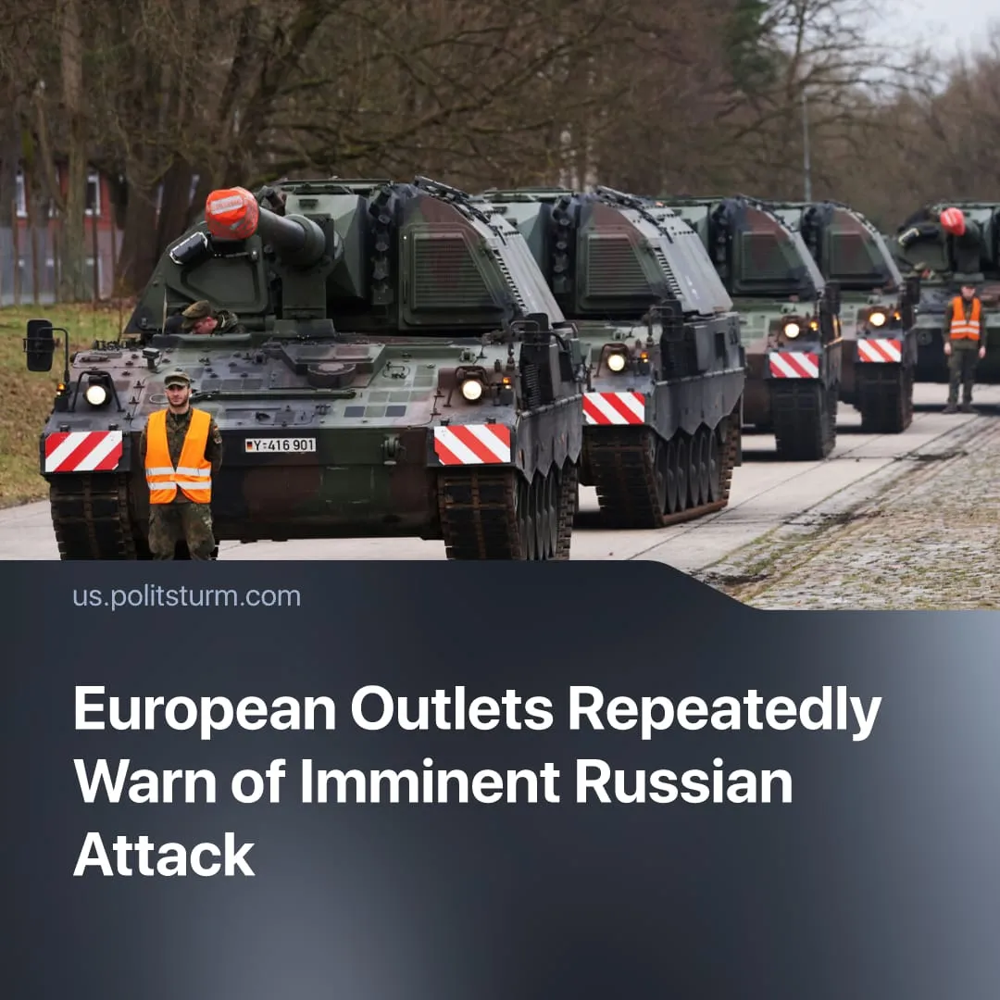 Y-416 901
us.politsturm.com
European Outlets Repeatedly
Warn of Imminent Russian
Attack